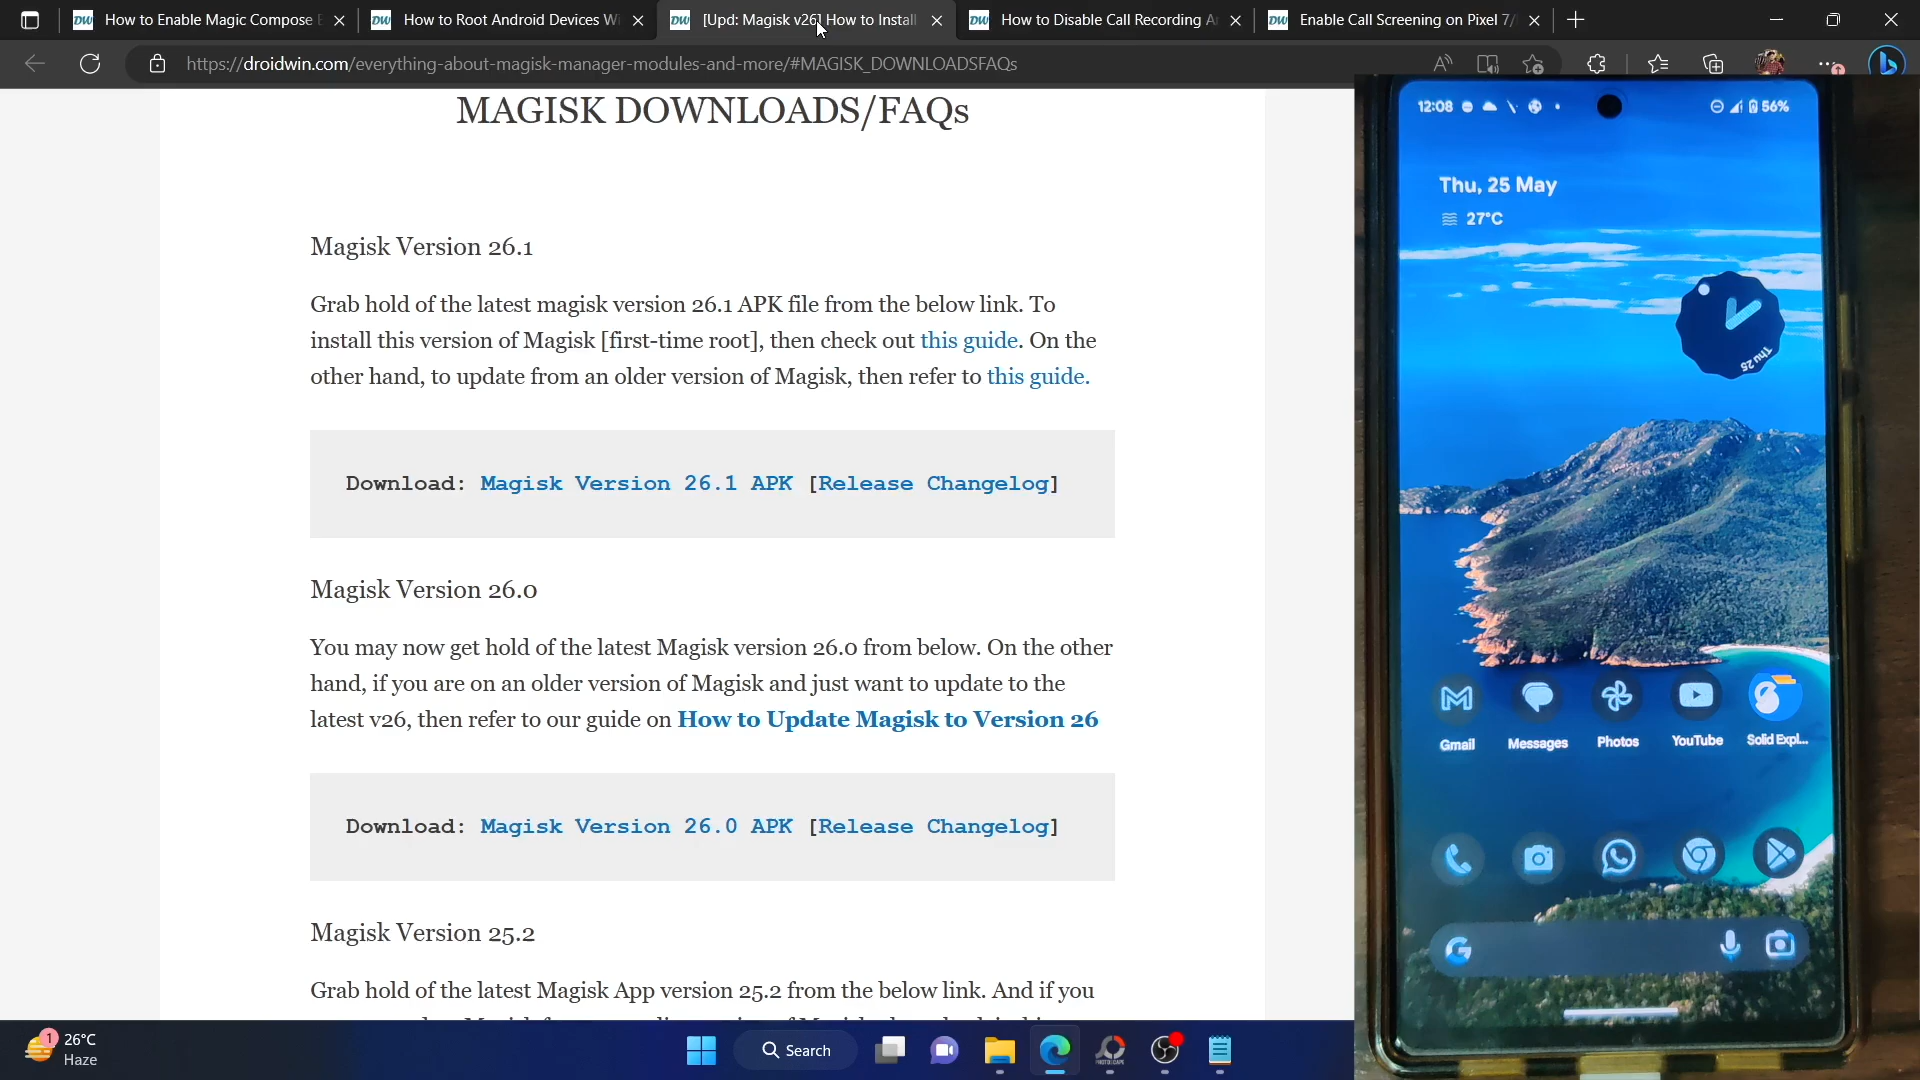 DW How to Enable Magic Compose
DW How to Root Android Devices Wi
DW [Upd: Magisk v26] How to Install
DW How to Disable Call Recording A
DW Enable Call Screening on Pixel 7/
https://droidwin.com/everything-about-magisk-manager-modules-and-more/#MAGISK_DOWNLOADSFAQs
MAGISK DOWNLOADS/FAQs
Magisk Version 26.1
Grab hold of the latest magisk version 26.1 APK file from the below link. To
install this version of Magisk [first-time root], then check out this guide. On the
other hand, to update from an older version of Magisk, then refer to this guide.
Download: Magisk Version 26.1 APK [Release Changelog]
Magisk Version 26.0
You may now get hold of the latest Magisk version 26.0 from below. On the other
hand, if you are on an older version of Magisk and just want to update to the
latest v26, then refer to our guide on How to Update Magisk to Version 26
Download: Magisk Version 26.0 APK [Release Changelog]
Magisk Version 25.2
Grab hold of the latest Magisk App version 25.2 from the below link. And if you
12:08
56%
Thu, 25 May
27°C
Thu 25
Gmail
Messages
Photos
YouTube
Solid Expl...
G
1
26°C
Haze
Search